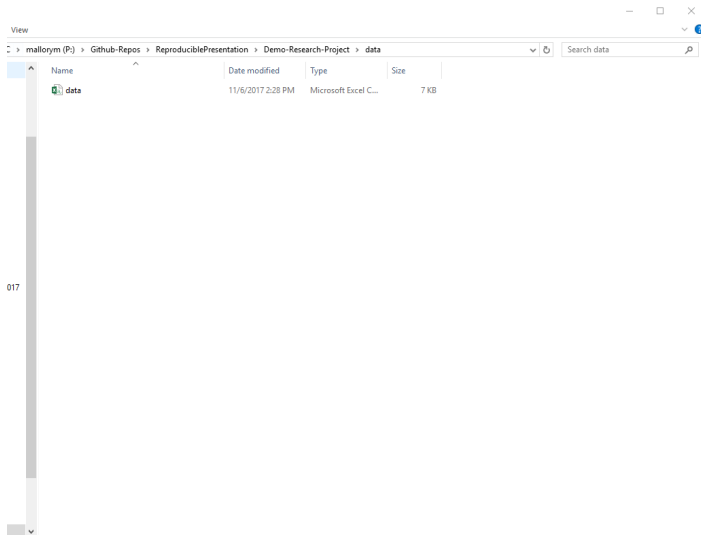 View
C > mallorym (P:) > Github-Repos > ReproduciblePresentation > Demo-Research-Project > data
Search data
Name Date modified Type Size
data 11/6/2017 2:28 PM Microsoft Excel C... 7 KB
017